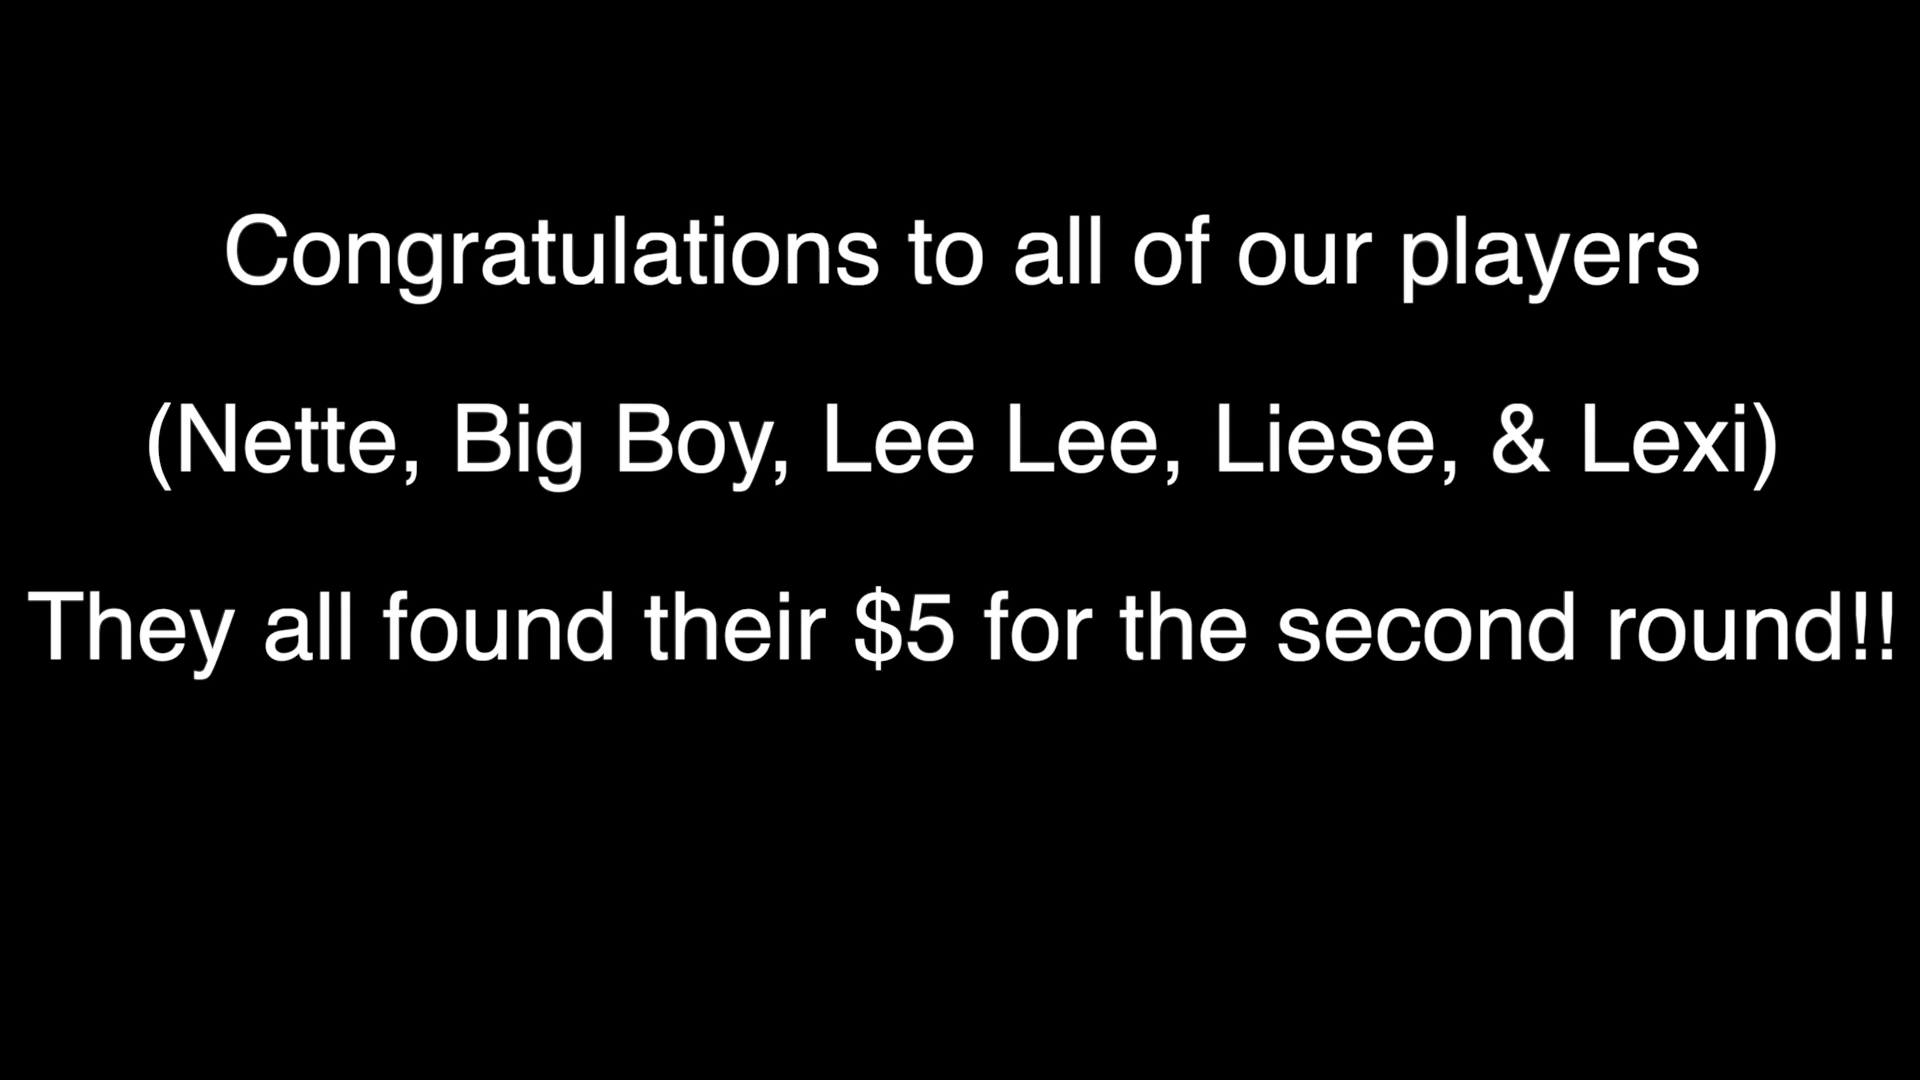 Congratulations to all of our players
(Nette, Big Boy, Lee Lee, Liese, & Lexi)
They all found their $5 for the second round!!